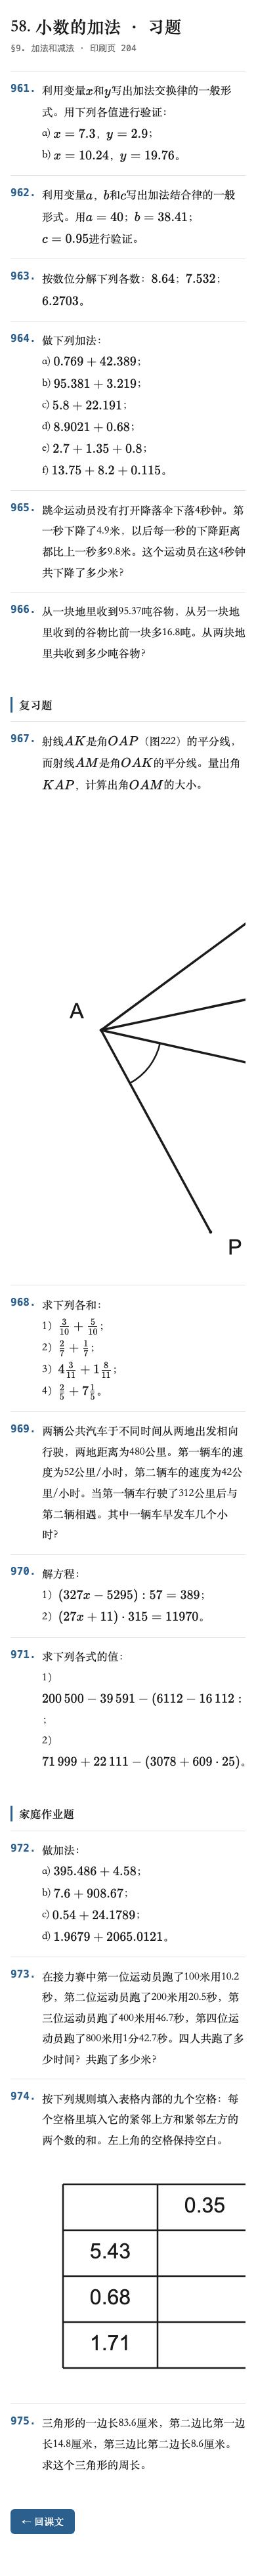 58. 小数的加法 · 习题
§9. 加法和减法 · 印刷页 204
961. 利用变量x和y写出加法交换律的一般形
式。用下列各值进行验证：
a) x = 7.3，y = 2.9；
b) x = 10.24，y = 19.76。
962. 利用变量a，b和c写出加法结合律的一般
形式。用a = 40；b = 38.41；
c = 0.95进行验证。
963. 按数位分解下列各数：8.64；7.532；
6.2703。
964. 做下列加法：
a) 0.769 + 42.389；
b) 95.381 + 3.219；
c) 5.8 + 22.191；
d) 8.9021 + 0.68；
e) 2.7 + 1.35 + 0.8；
f) 13.75 + 8.2 + 0.115。
965. 跳伞运动员没有打开降落伞下落4秒钟。第
一秒下降了4.9米，以后每一秒的下降距离
都比上一秒多9.8米。这个运动员在这4秒钟
共下降了多少米？
966. 从一块地里收到95.37吨谷物，从另一块地
里收到的谷物比前一块多16.8吨。从两块地
里共收到多少吨谷物？
复习题
967. 射线AK是角OAP（图222）的平分线，
而射线AM是角OAK的平分线。量出角
KAP，计算出角OAM的大小。
A
P
968. 求下列各和：
1）3/10 + 5/10；
2）2/7 + 1/7；
3）4 3/11 + 1 8/11；
4）2/5 + 7 1/5。
969. 两辆公共汽车于不同时间从两地出发相向
行驶，两地距离为480公里。第一辆车的速
度为52公里/小时，第二辆车的速度为42公
里/小时。当第一辆车行驶了312公里后与
第二辆相遇。其中一辆车早发车几个小
时？
970. 解方程：
1）(327x − 5295) : 57 = 389；
2）(27x + 11) · 315 = 11970。
971. 求下列各式的值：
1）
200 500 − 39 591 − (6112 − 16 112 :
；
2）
71 999 + 22 111 − (3078 + 609 · 25)。
家庭作业题
972. 做加法：
a) 395.486 + 4.58；
b) 7.6 + 908.67；
c) 0.54 + 24.1789；
d) 1.9679 + 2065.0121。
973. 在接力赛中第一位运动员跑了100米用10.2
秒，第二位运动员跑了200米用20.5秒，第
三位运动员跑了400米用46.7秒，第四位运
动员跑了800米用1分42.7秒。四人共跑了多
少时间？共跑了多少米？
974. 按下列规则填入表格内部的九个空格：每
个空格里填入它的紧邻上方和紧邻左方的
两个数的和。左上角的空格保持空白。
0.35
5.43
0.68
1.71
975. 三角形的一边长83.6厘米，第二边比第一边
长14.8厘米，第三边比第二边长8.6厘米。
求这个三角形的周长。
← 回课文